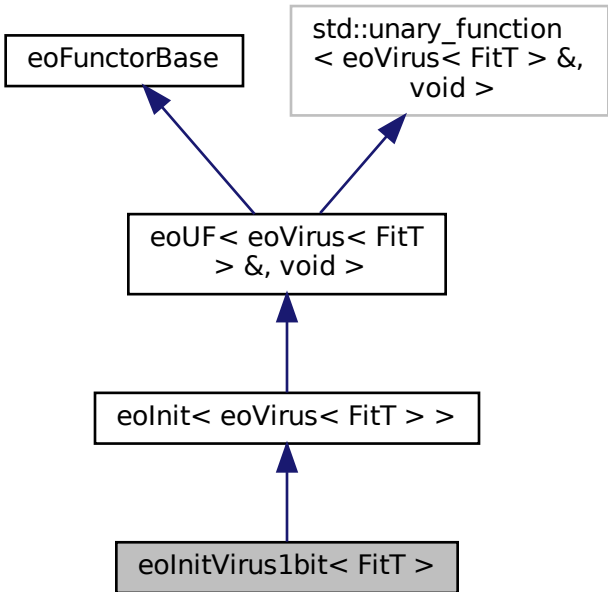 eoFunctorBase
std::unary_function
< eoVirus< FitT > &,
void >
eoUF< eoVirus< FitT
> &, void >
eoInit< eoVirus< FitT > >
eoInitVirus1bit< FitT >